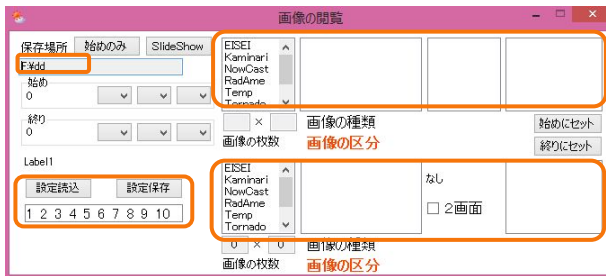 画像の閲覧
保存場所 始めのみ SlideShow
F:¥dd
始め
0
終り
0
Label1
設定読込 設定保存
1 2 3 4 5 6 7 8 9 10
EISEI
Kaminari
NowCast
RadAme
Temp
Tornado
× 画像の種類
画像の枚数 画像の区分
始めにセット
終りにセット
EISEI
Kaminari
NowCast
RadAme
Temp
Tornado
なし
2画面
0 × 0 画像の種類
画像の枚数 画像の区分